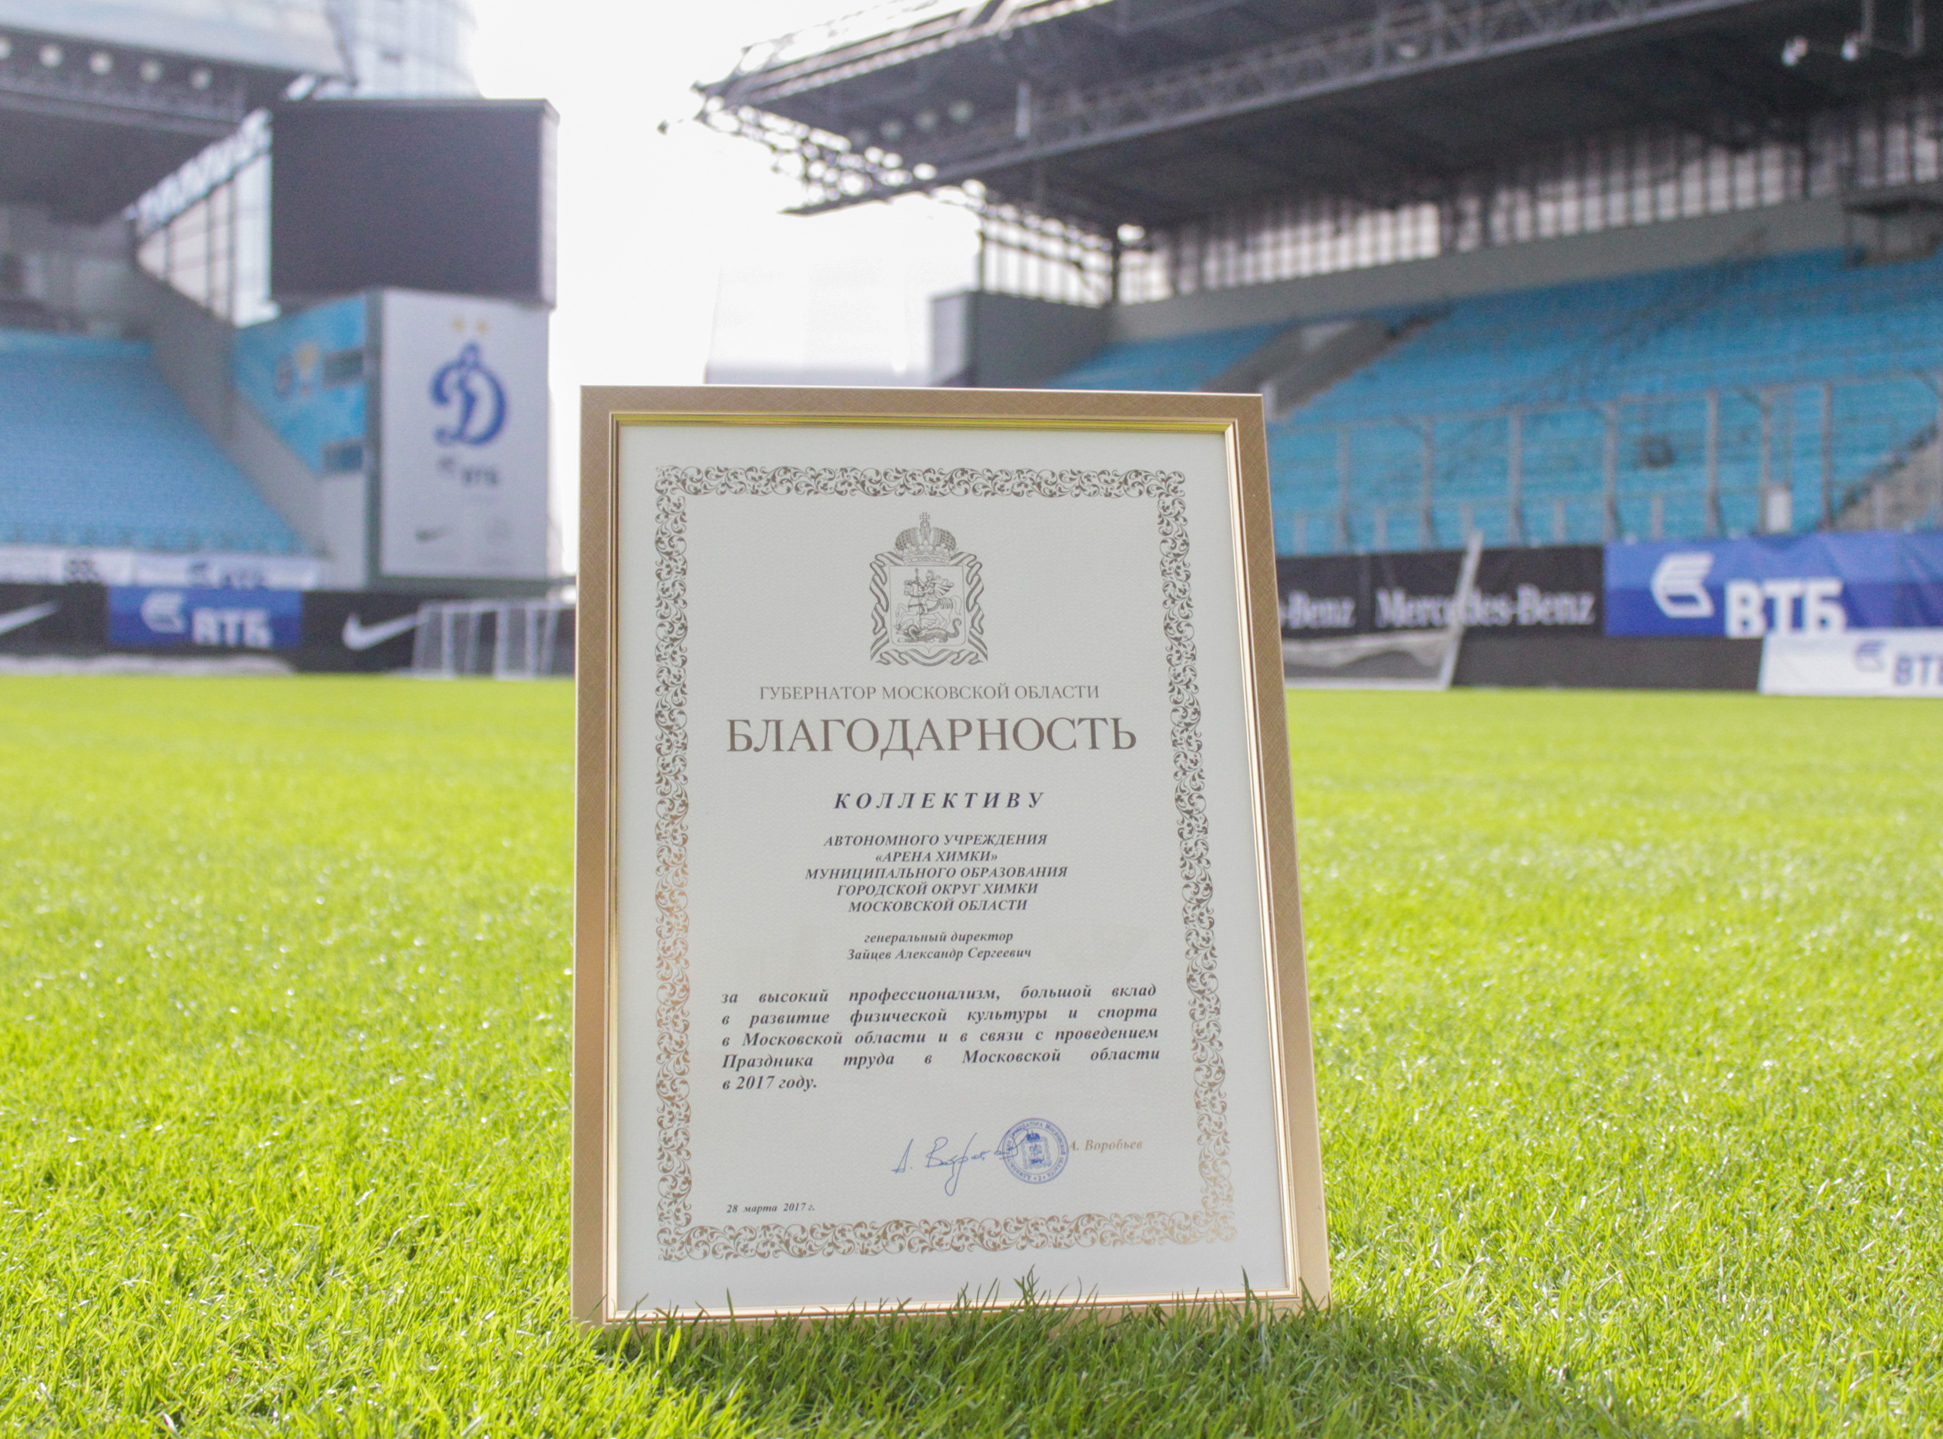 ВТБ
ВТБ
-Benz
Mercedes-Benz
ВТБ
ГУБЕРНАТОР МОСКОВСКОЙ ОБЛАСТИ
БЛАГОДАРНОСТЬ
КОЛЛЕКТИВУ
АВТОНОМНОГО УЧРЕЖДЕНИЯ
«АРЕНА ХИМКИ»
МУНИЦИПАЛЬНОГО ОБРАЗОВАНИЯ
ГОРОДСКОЙ ОКРУГ ХИМКИ
МОСКОВСКОЙ ОБЛАСТИ
генеральный директор
Зайцев Александр Сергеевич
за высокий профессионализм, большой вклад
в развитие физической культуры и спорта
в Московской области и в связи с проведением
Праздника труда в Московской области
в 2017 году.
А. Воробьев
28 марта 2017 г.